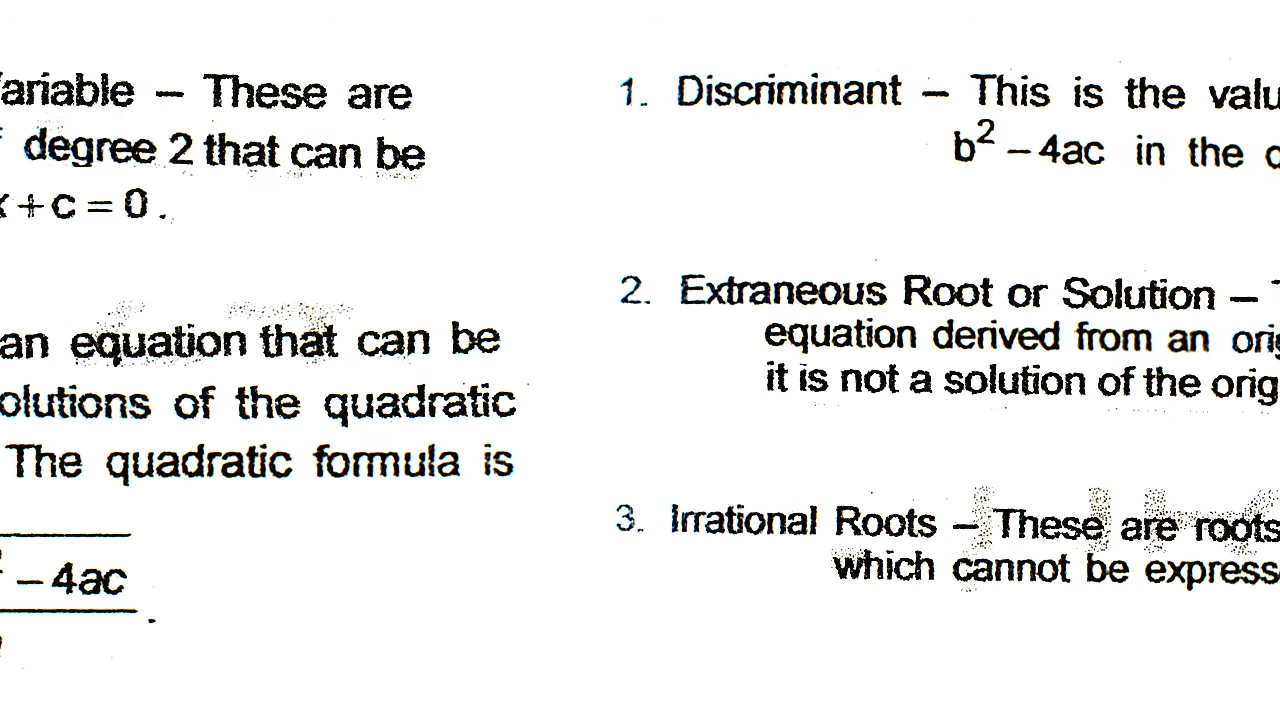 ariable – These are
degree 2 that can be
x + c = 0 .
an equation that can be
olutions of the quadratic
The quadratic formula is
– 4ac
.
1. Discriminant – This is the valu
b² – 4ac in the
2. Extraneous Root or Solution –
equation derived from an orig
it is not a solution of the orig
3. Irrational Roots – These are roots
which cannot be express